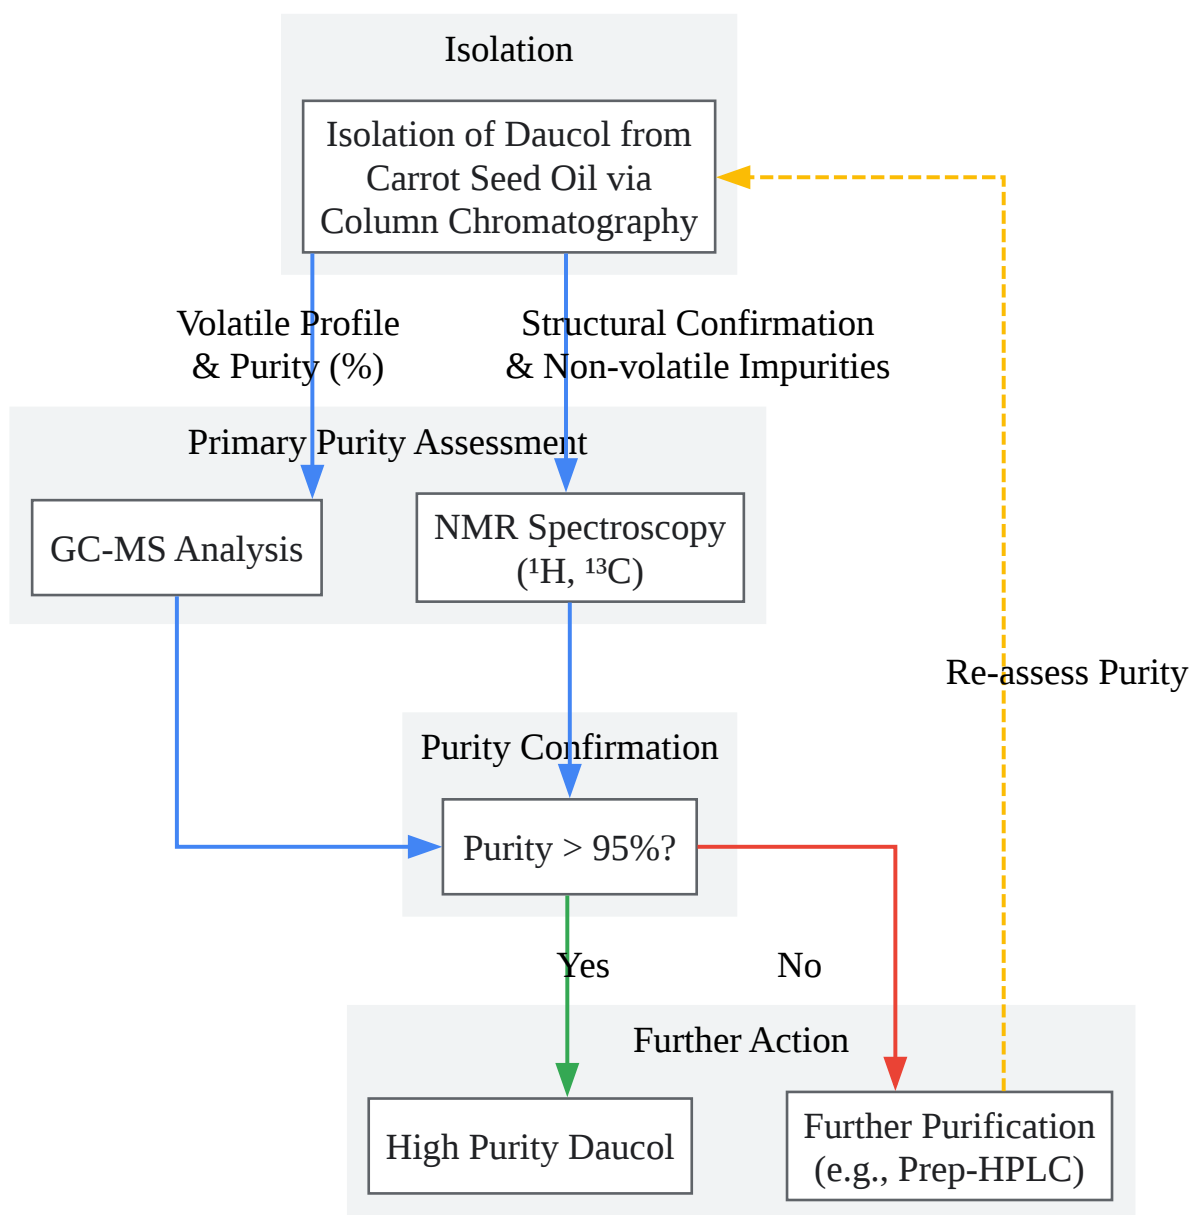 Isolation
Isolation of Daucol from
Carrot Seed Oil via
Column Chromatography
Volatile Profile
& Purity (%)
Structural Confirmation
& Non-volatile Impurities
Primary Purity Assessment
GC-MS Analysis
NMR Spectroscopy
(¹H, ¹³C)
Re-assess Purity
Purity Confirmation
Purity > 95%?
Yes
No
Further Action
High Purity Daucol
Further Purification
(e.g., Prep-HPLC)